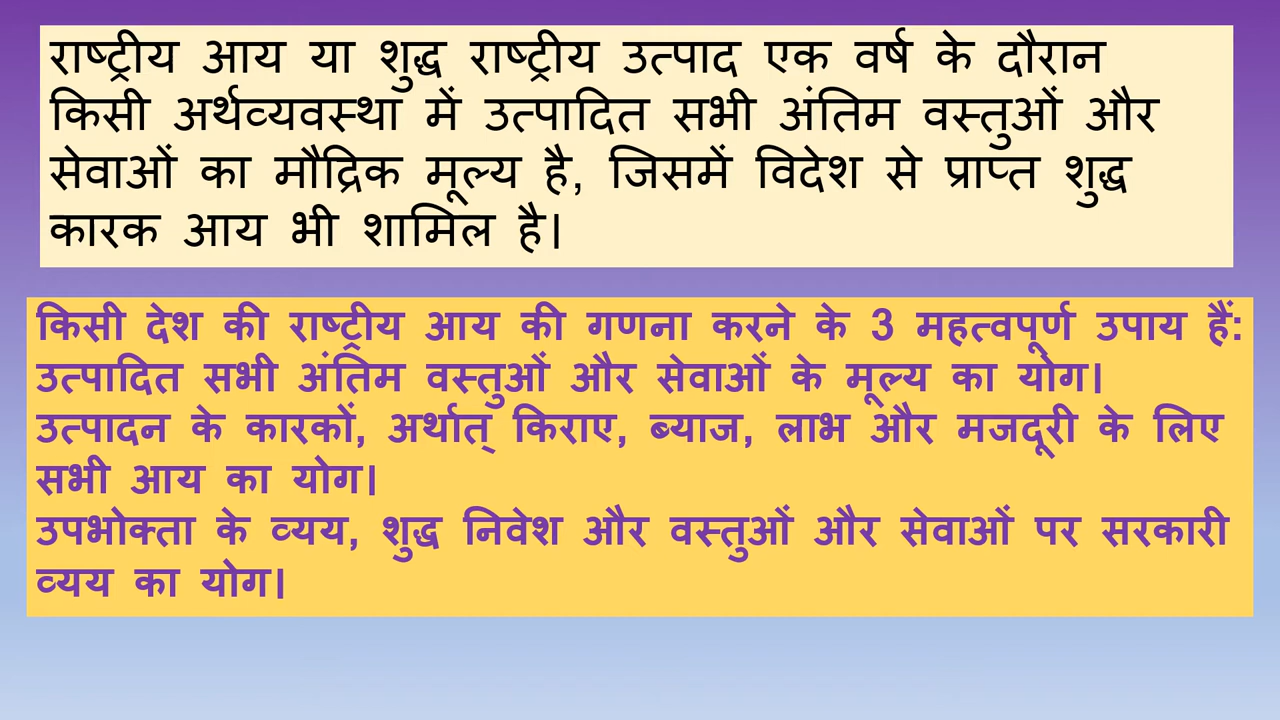 राष्ट्रीय आय या शुद्ध राष्ट्रीय उत्पाद एक वर्ष के दौरान
किसी अर्थव्यवस्था में उत्पादित सभी अंतिम वस्तुओं और
सेवाओं का मौद्रिक मूल्य है, जिसमें विदेश से प्राप्त शुद्ध
कारक आय भी शामिल है।
किसी देश की राष्ट्रीय आय की गणना करने के 3 महत्वपूर्ण उपाय हैं:
उत्पादित सभी अंतिम वस्तुओं और सेवाओं के मूल्य का योग।
उत्पादन के कारकों, अर्थात् किराए, ब्याज, लाभ और मजदूरी के लिए
सभी आय का योग।
उपभोक्ता के व्यय, शुद्ध निवेश और वस्तुओं और सेवाओं पर सरकारी
व्यय का योग।